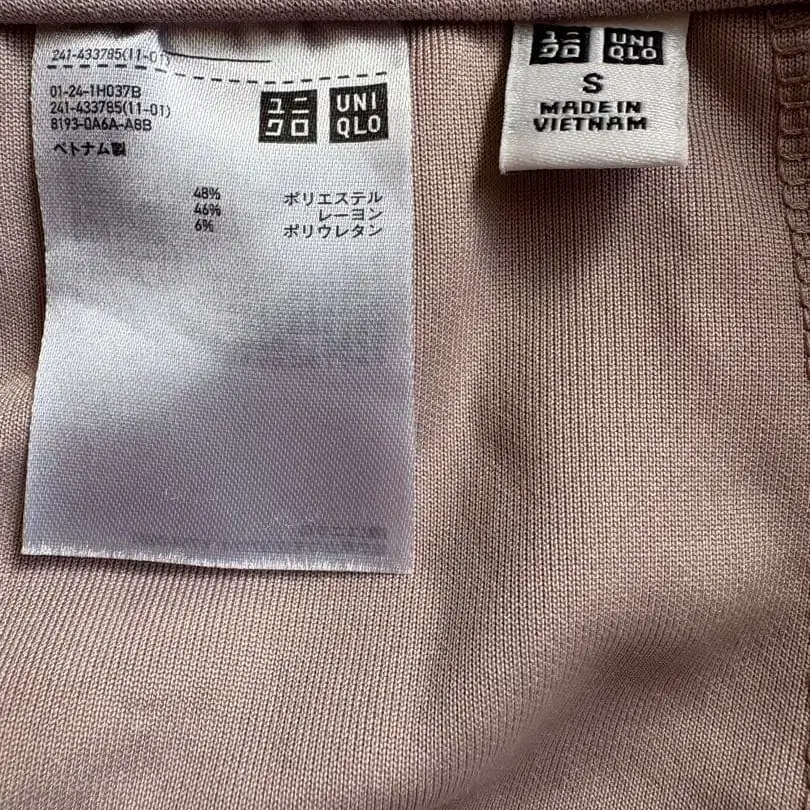 241-433785(11-01)
01-24-1H037B
241-433785(11-01)
8193-0A6A-A8B
ベトナム製
ユニ
クロ
UNI
QLO
48% ポリエステル
46% レーヨン
6% ポリウレタン
ユニ
クロ
UNI
QLO
S
MADE IN
VIETNAM